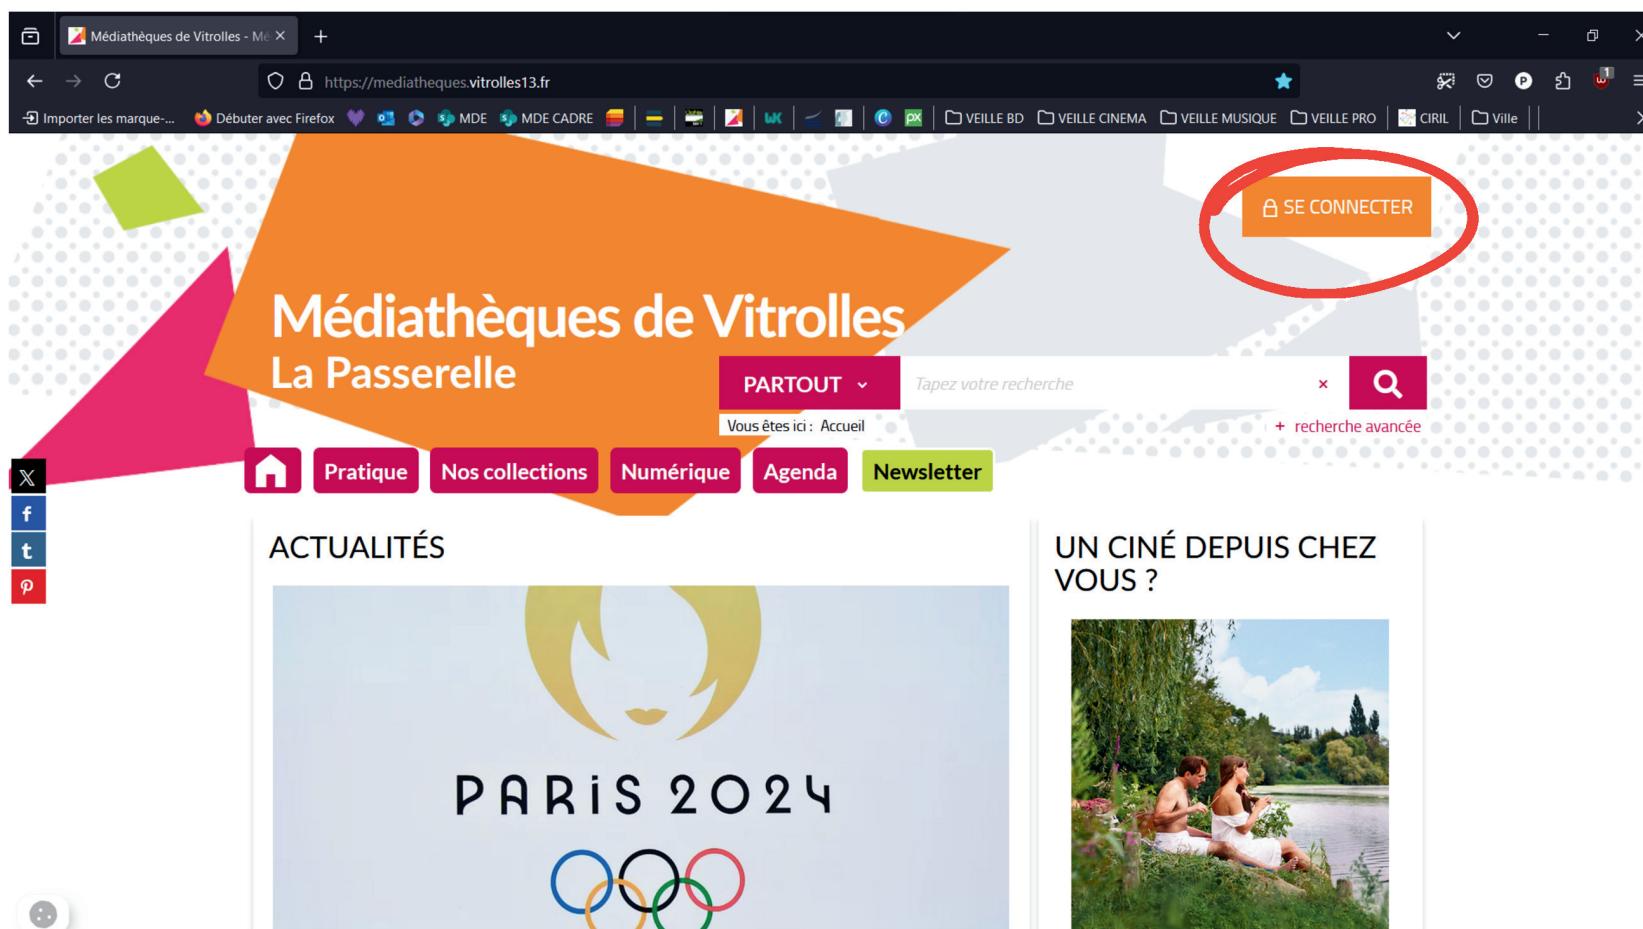 Médiathèques de Vitrolles - Mé
https://mediatheques.vitrolles13.fr
P
1
Importer les marque-...
Débuter avec Firefox
MDE
MDE CADRE
VEILLE BD
VEILLE CINEMA
VEILLE MUSIQUE
VEILLE PRO
CIRIL
Ville
SE CONNECTER
Médiathèques de Vitrolles
La Passerelle
PARTOUT
Tapez votre recherche
Vous êtes ici : Accueil
+ recherche avancée
Pratique
Nos collections
Numérique
Agenda
Newsletter
ACTUALITÉS
UN CINÉ DEPUIS CHEZ
VOUS ?
PARiS 2024